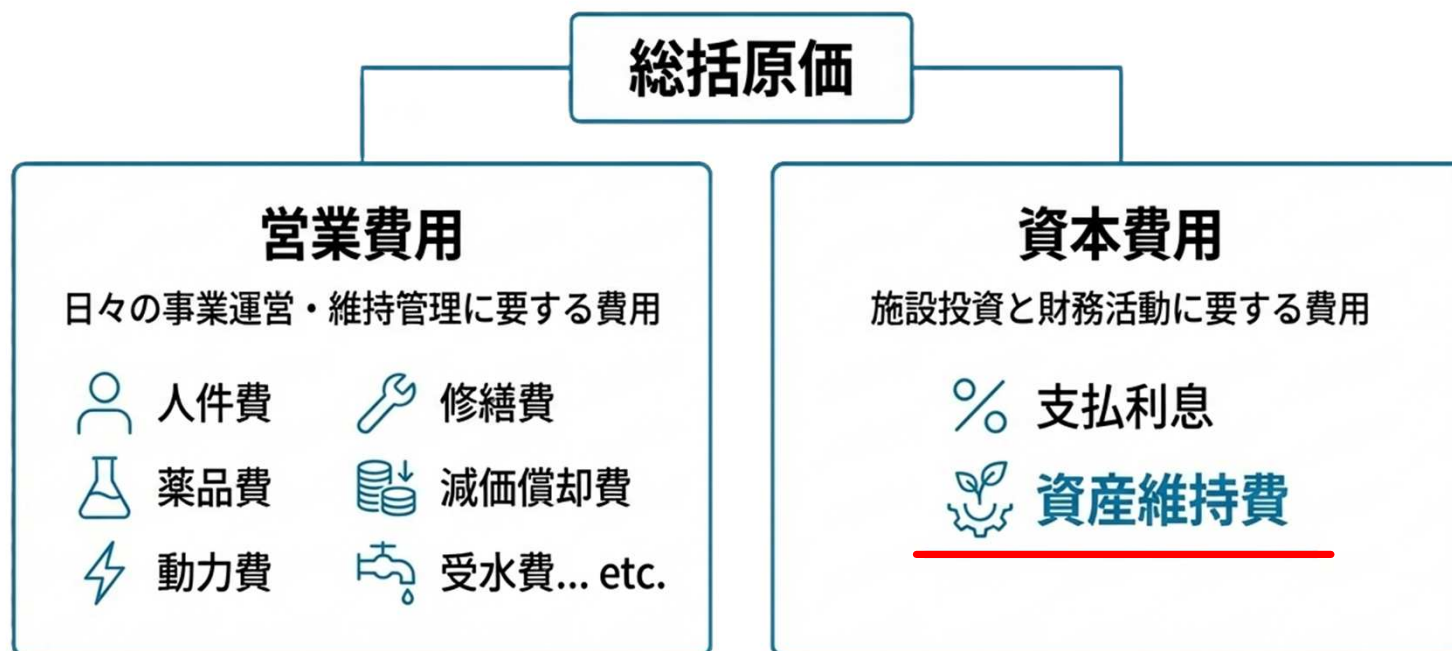 総括原価
営業費用
日々の事業運営・維持管理に要する費用
人件費
修繕費
薬品費
減価償却費
動力費
受水費... etc.
資本費用
施設投資と財務活動に要する費用
支払利息
資産維持費